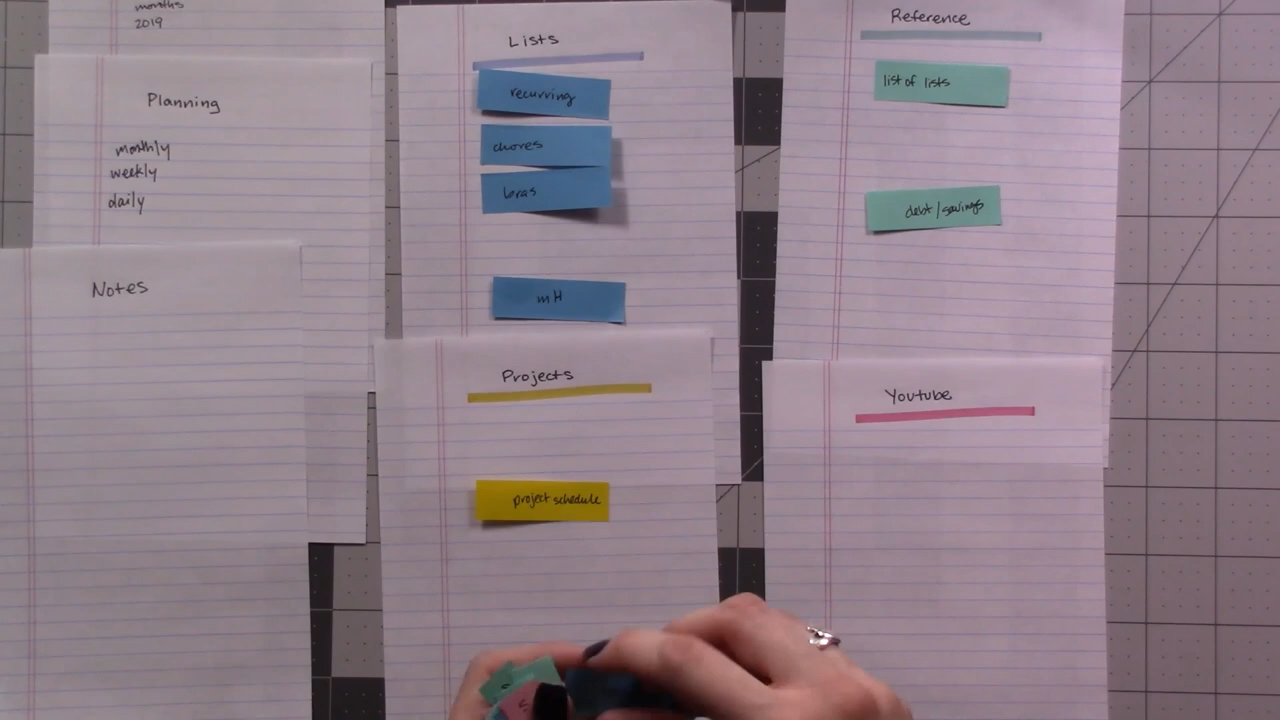 months
2019
Planning
monthly
weekly
daily
Notes
Lists
recurring
chores
mH
Projects
project schedule
Reference
list of lists
debt/savings
Youtube